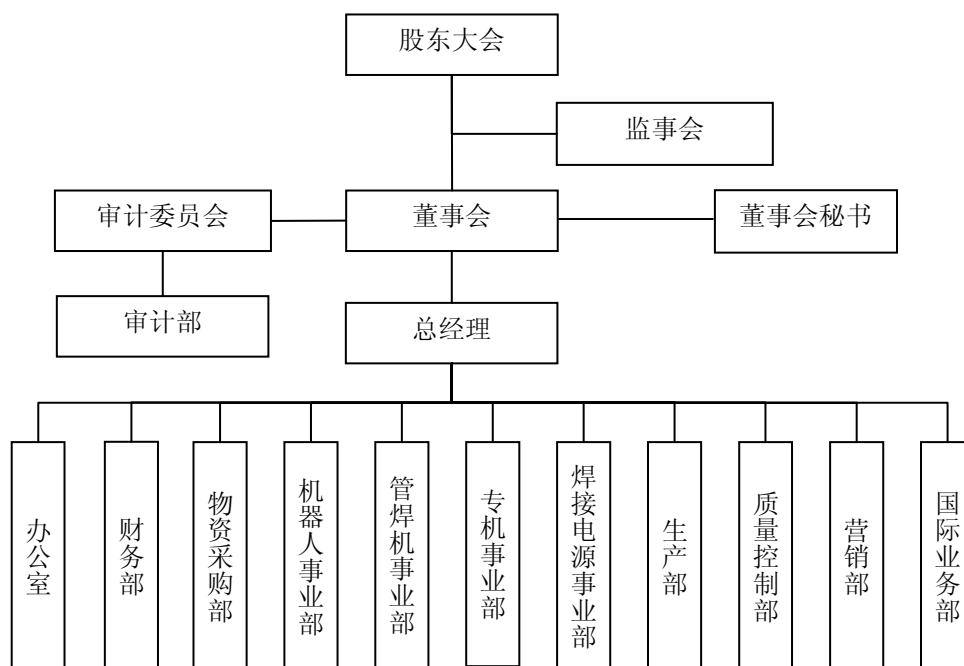 股东大会
监事会
审计委员会
董事会
董事会秘书
审计部
总经理
办公室
财务部
物资采购部
机器人事业部
管焊机事业部
专机事业部
焊接电源事业部
生产部
质量控制部
营销部
国际业务部